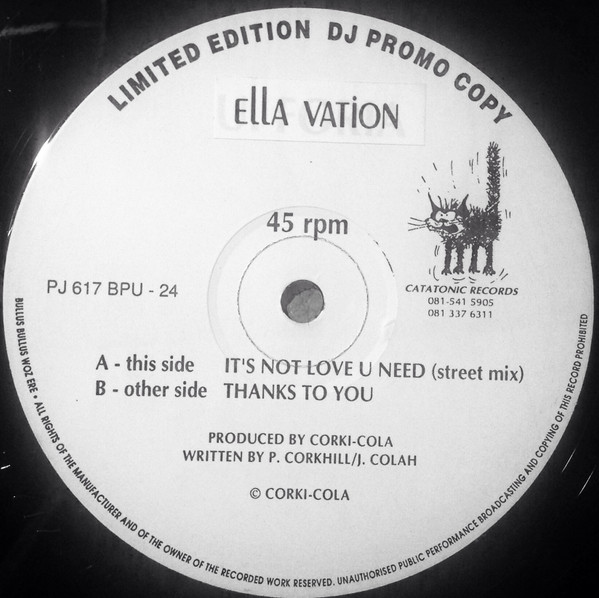 LIMITED EDITION DJ PROMO COPY
Ella VATiON
45 rpm
CATATONIC RECORDS
081-541 5905
081 337 6311
PJ 617 BPU - 24
A - this side IT'S NOT LOVE U NEED (street mix)
B - other side THANKS TO YOU
PRODUCED BY CORKI-COLA
WRITTEN BY P. CORKHILL/J. COLAH
© CORKI-COLA
BULLUS BULLUS WOZ ERE • ALL RIGHTS OF THE MANUFACTURER AND OF THE OWNER OF THE RECORDED WORK RESERVED. UNAUTHORISED PUBLIC PERFORMANCE BROADCASTING AND COPYING OF THIS RECORD PROHIBITED